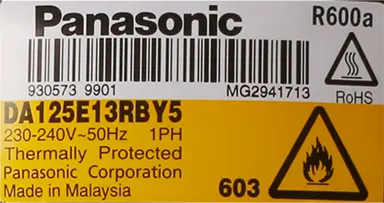 Panasonic R600a
930573 9901 MG2941713
RoHS
DA125E13RBY5
230-240V~50Hz 1PH
Thermally Protected
Panasonic Corporation
Made in Malaysia 603